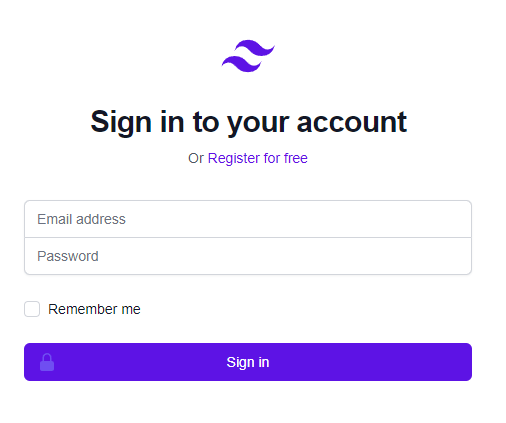 Sign in to your account
Or Register for free
Email address
Password
Remember me
Sign in